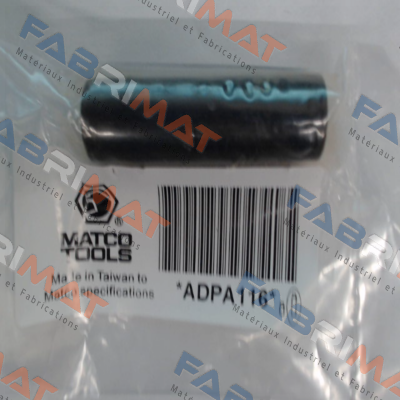 FABRIMAT
Materiaux Industriel et Fabrications
MATCO
TOOLS
Made in Taiwan to
Matco specifications
*ADPA116*